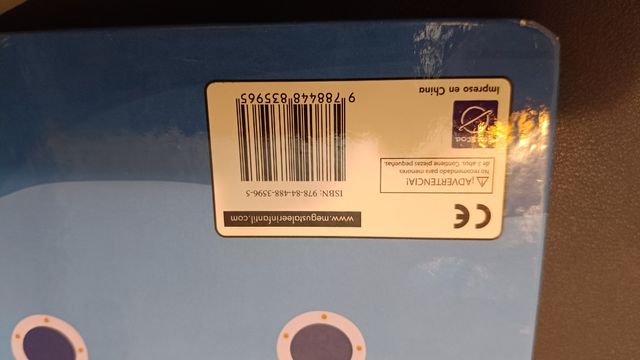 www.megustaleerinfantil.com
ISBN: 978-84-488-3596-5
9 788448 835965
¡ADVERTENCIA!
No recomendado para menores
de 3 años. Contiene piezas pequeñas.
Impreso en China